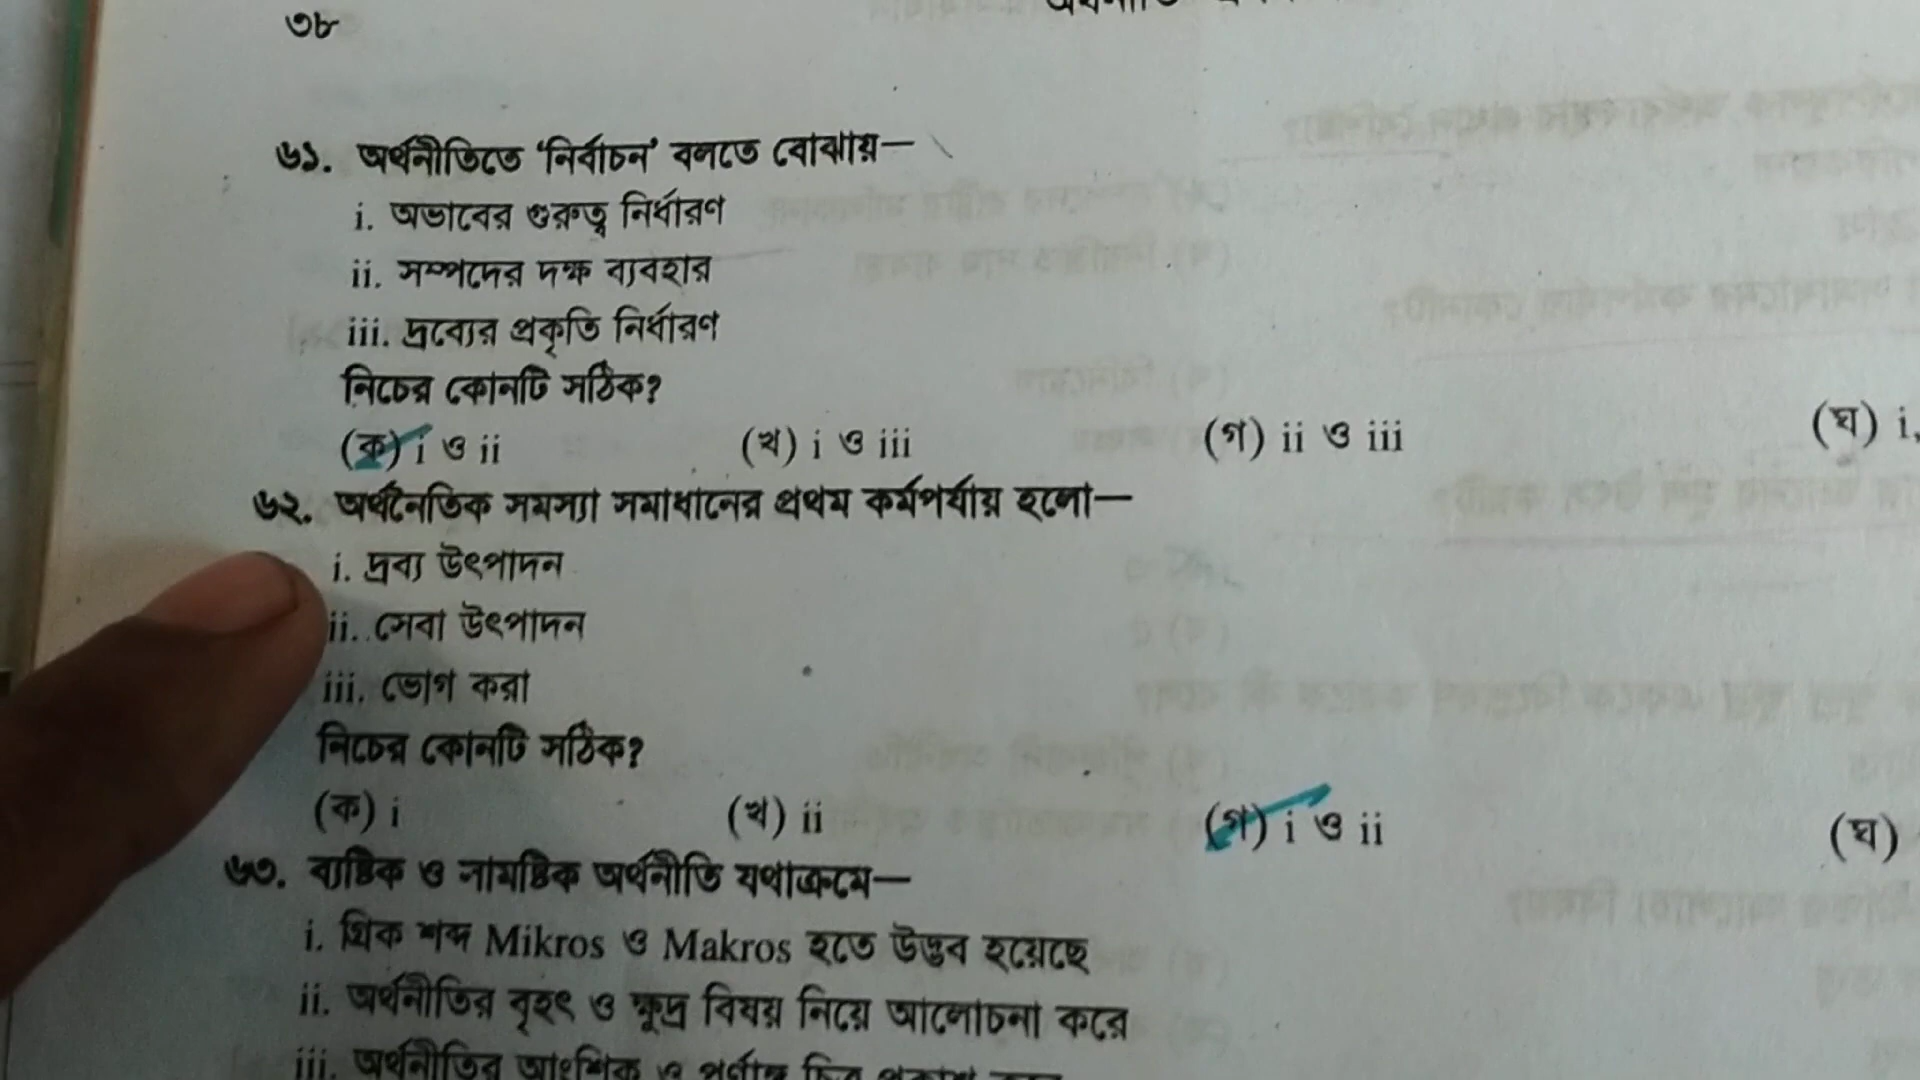 ৩৮
৬১. অর্থনীতিতে ‘নির্বাচন’ বলতে বোঝায়—
i. অভাবের গুরুত্ব নির্ধারণ
ii. সম্পদের দক্ষ ব্যবহার
iii. দ্রব্যের প্রকৃতি নির্ধারণ
নিচের কোনটি সঠিক?
(ক) i ও ii (খ) i ও iii (গ) ii ও iii (ঘ) i,
৬২. অর্থনৈতিক সমস্যা সমাধানের প্রথম কর্মপর্যায় হলো—
i. দ্রব্য উৎপাদন
ii. সেবা উৎপাদন
iii. ভোগ করা
নিচের কোনটি সঠিক?
(ক) i (খ) ii (গ) i ও ii (ঘ)
৬৩. ব্যষ্টিক ও সামষ্টিক অর্থনীতি যথাক্রমে—
i. গ্রিক শব্দ Mikros ও Makros হতে উদ্ভব হয়েছে
ii. অর্থনীতির বৃহৎ ও ক্ষুদ্র বিষয় নিয়ে আলোচনা করে
iii. অর্থনীতির আংশিক ও